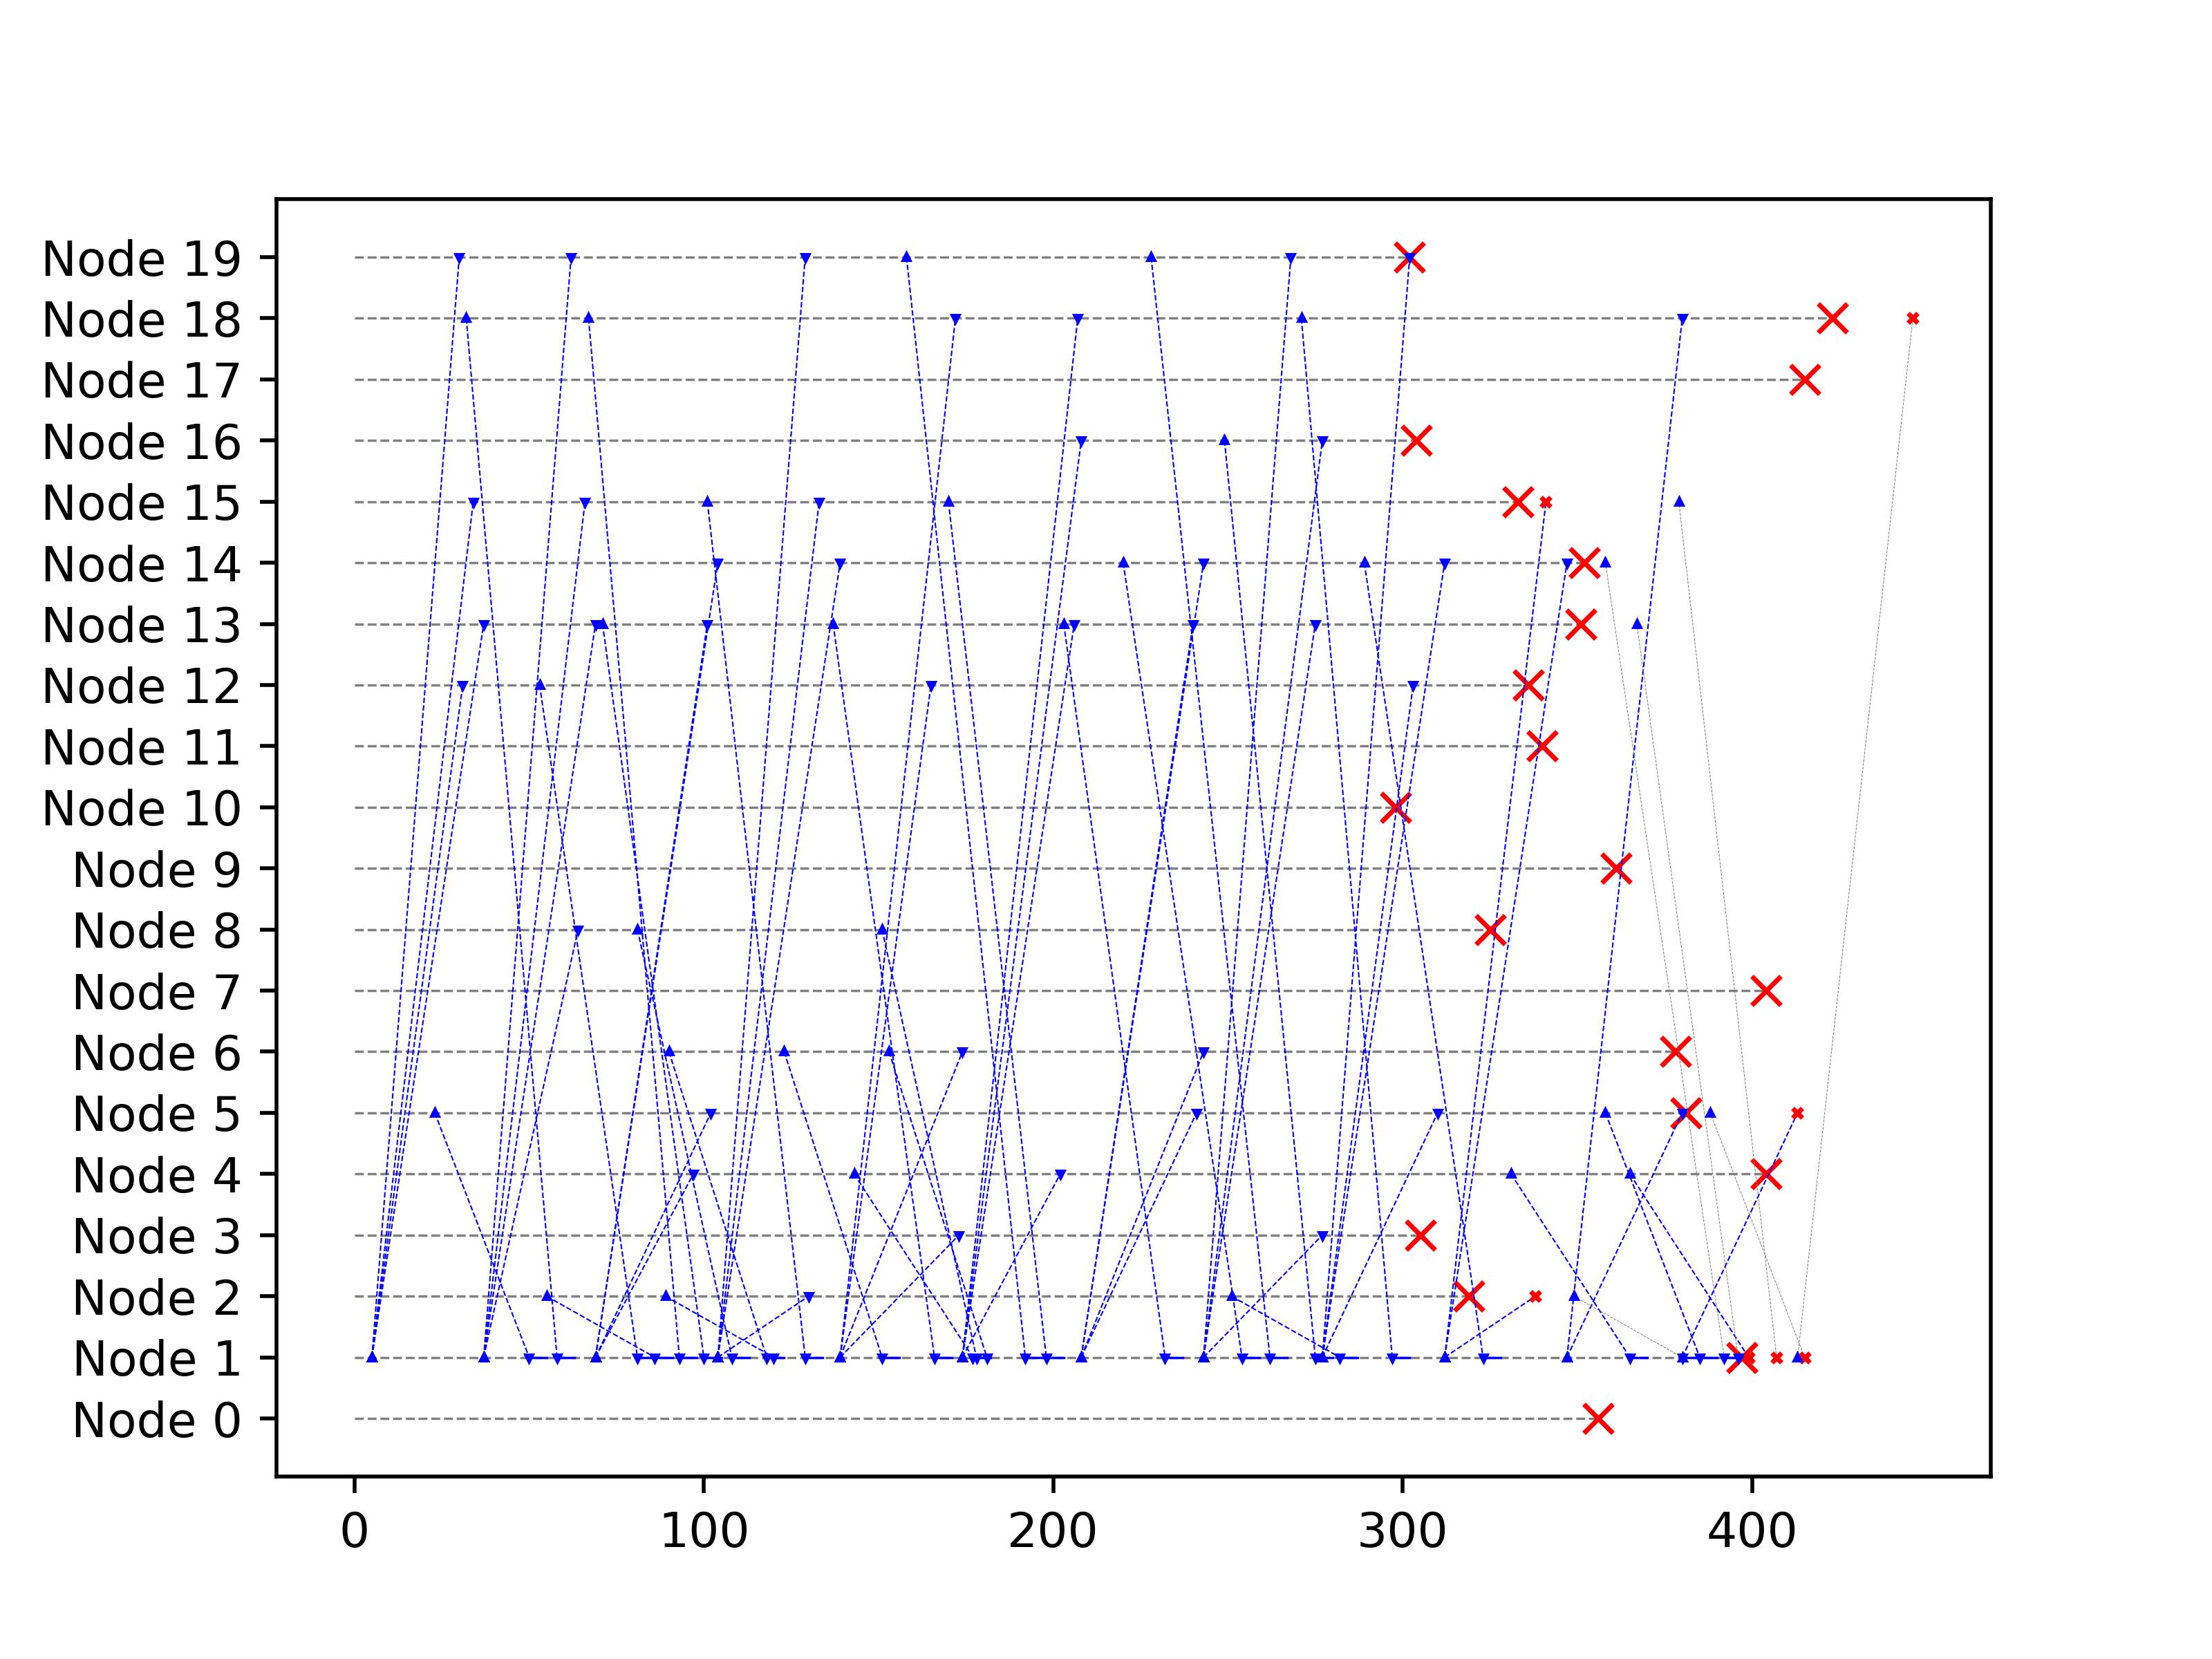 Node 19
Node 18
Node 17
Node 16
Node 15
Node 14
Node 13
Node 12
Node 11
Node 10
Node 9
Node 8
Node 7
Node 6
Node 5
Node 4
Node 3
Node 2
Node 1
Node 0
0 100 200 300 400